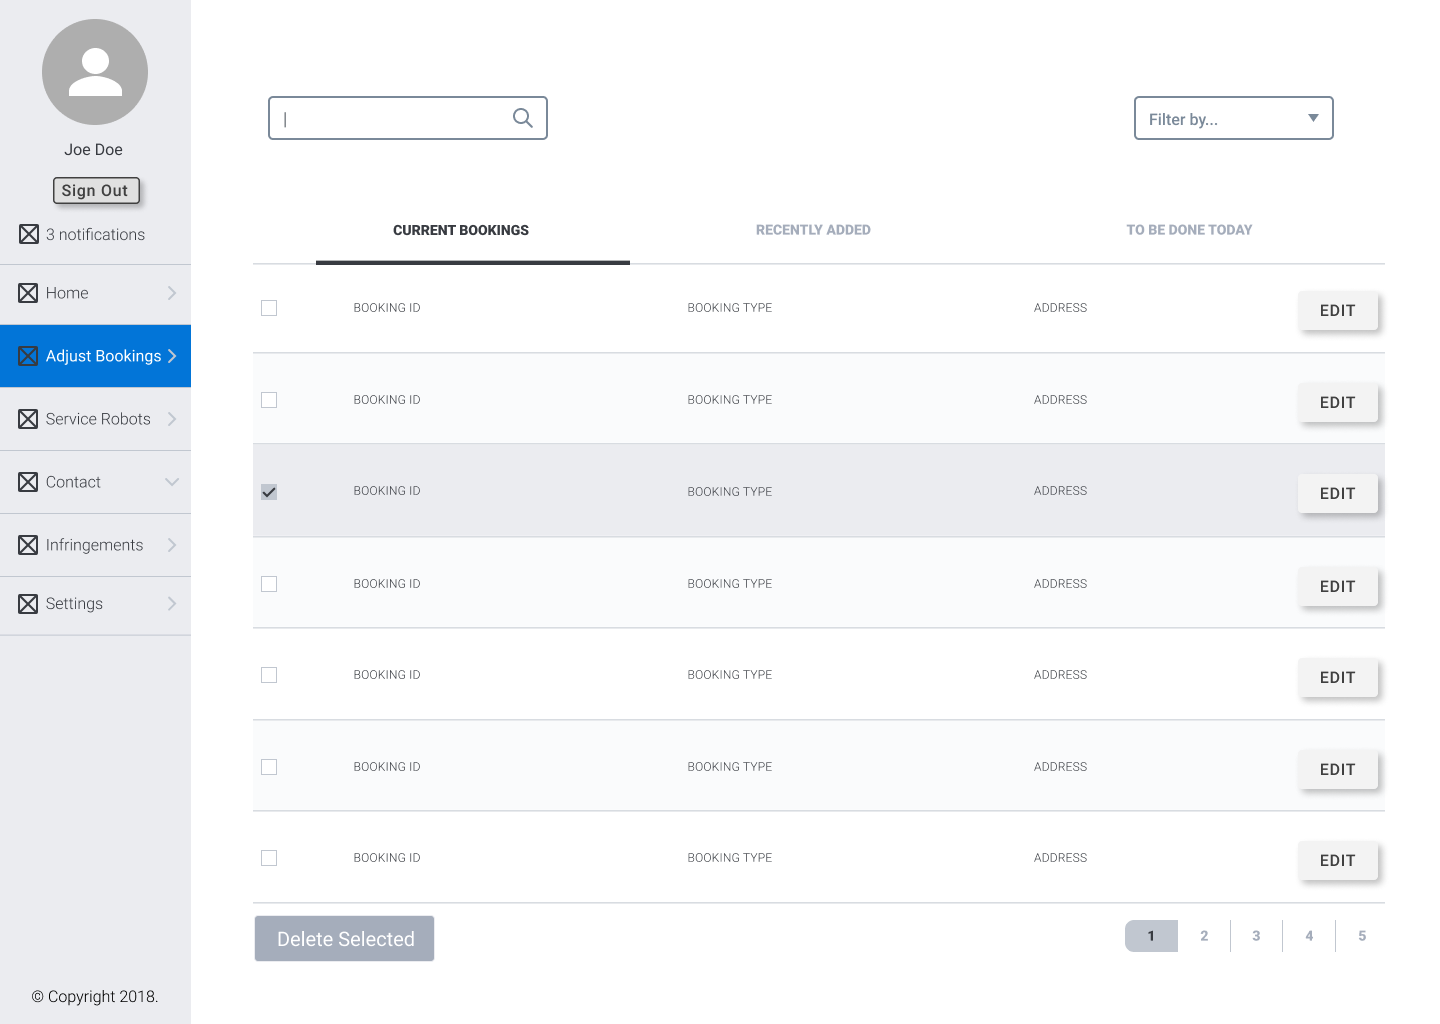 Joe Doe
Sign Out
3 notifications
Home
Adjust Bookings
Service Robots
Contact
Infringements
Settings
© Copyright 2018.
Filter by...
CURRENT BOOKINGS RECENTLY ADDED TO BE DONE TODAY
BOOKING ID BOOKING TYPE ADDRESS EDIT
BOOKING ID BOOKING TYPE ADDRESS EDIT
BOOKING ID BOOKING TYPE ADDRESS EDIT
BOOKING ID BOOKING TYPE ADDRESS EDIT
BOOKING ID BOOKING TYPE ADDRESS EDIT
BOOKING ID BOOKING TYPE ADDRESS EDIT
BOOKING ID BOOKING TYPE ADDRESS EDIT
Delete Selected 1 2 3 4 5